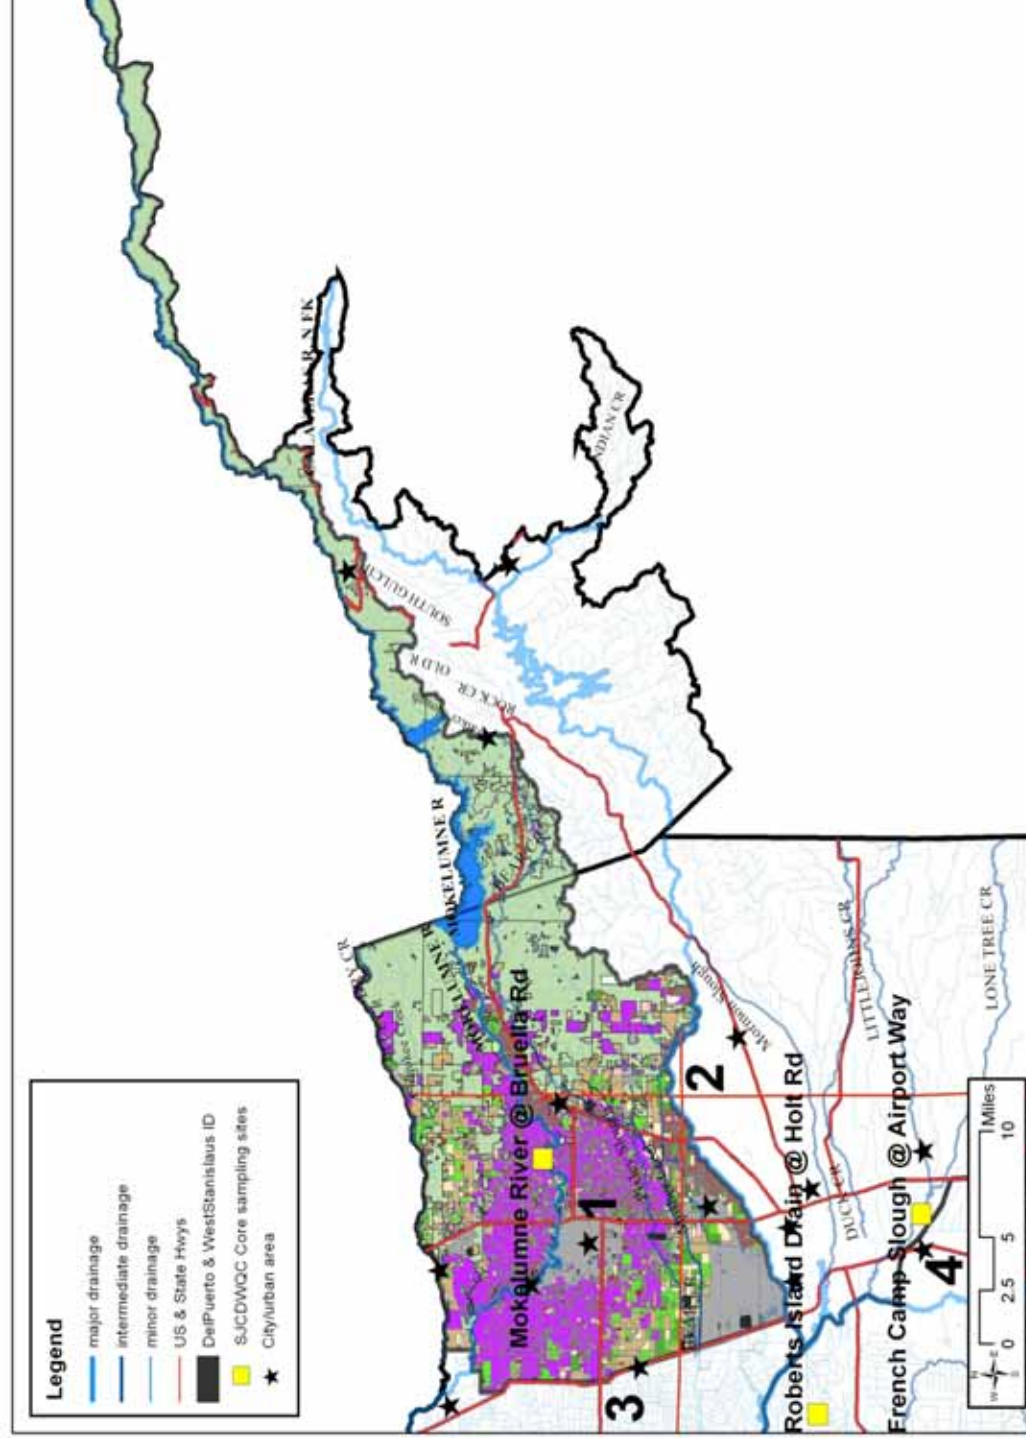 Legend
major drainage
intermediate drainage
minor drainage
US & State Hwys
DelPuerto & WestStanislaus ID
SJCDWQC Core sampling sites
City/urban area
SOUTH GULCH
OLD R
ROCK CR
MOKELUMNE R
Mokelumne River @ Bruella Rd
Mormon Slough
1
2
3
4
Roberts Island Drain @ Holt Rd
French Camp Slough @ Airport Way
DUCK CR
LITTLEJOHNS CR
LONE TREE CR
N
W
E
S
0
2.5
5
10
Miles